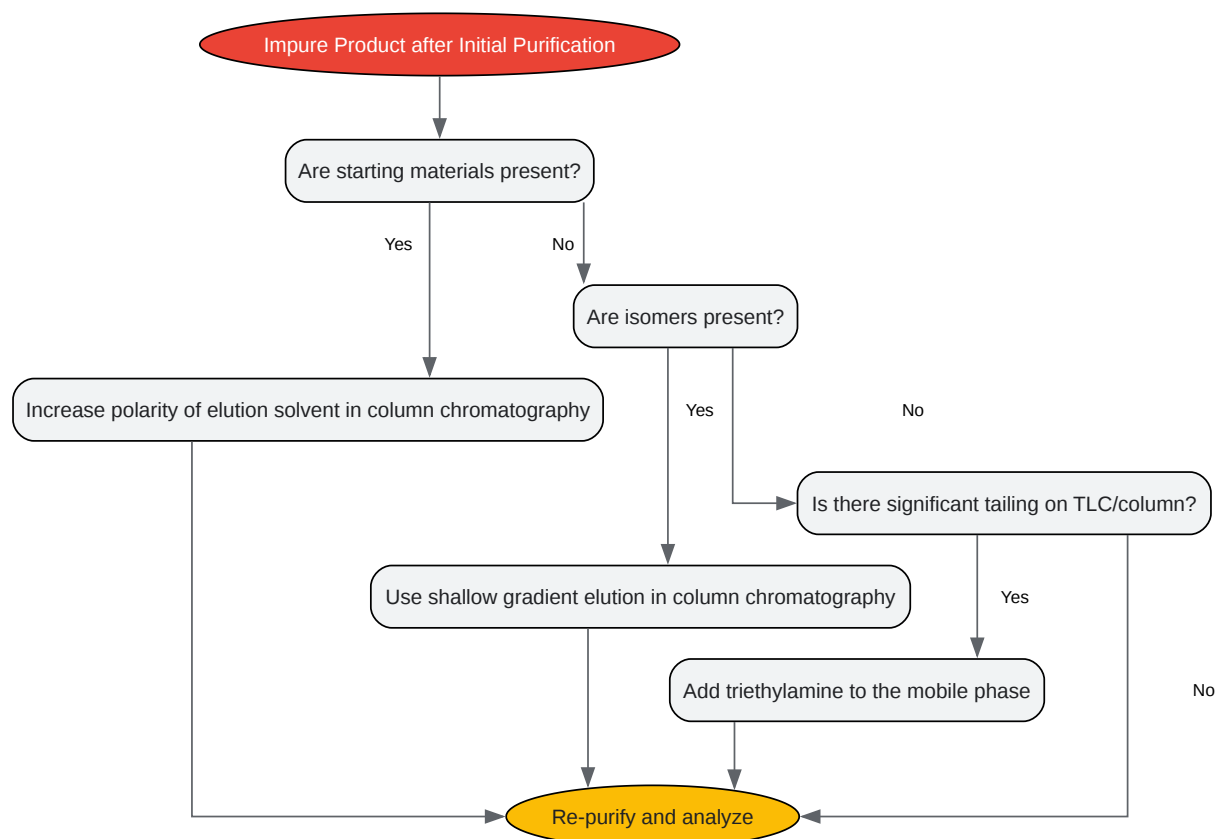 Impure Product after Initial Purification
Are starting materials present?
Yes
No
Are isomers present?
Increase polarity of elution solvent in column chromatography
Yes
No
Is there significant tailing on TLC/column?
Use shallow gradient elution in column chromatography
Yes
Add triethylamine to the mobile phase
No
Re-purify and analyze